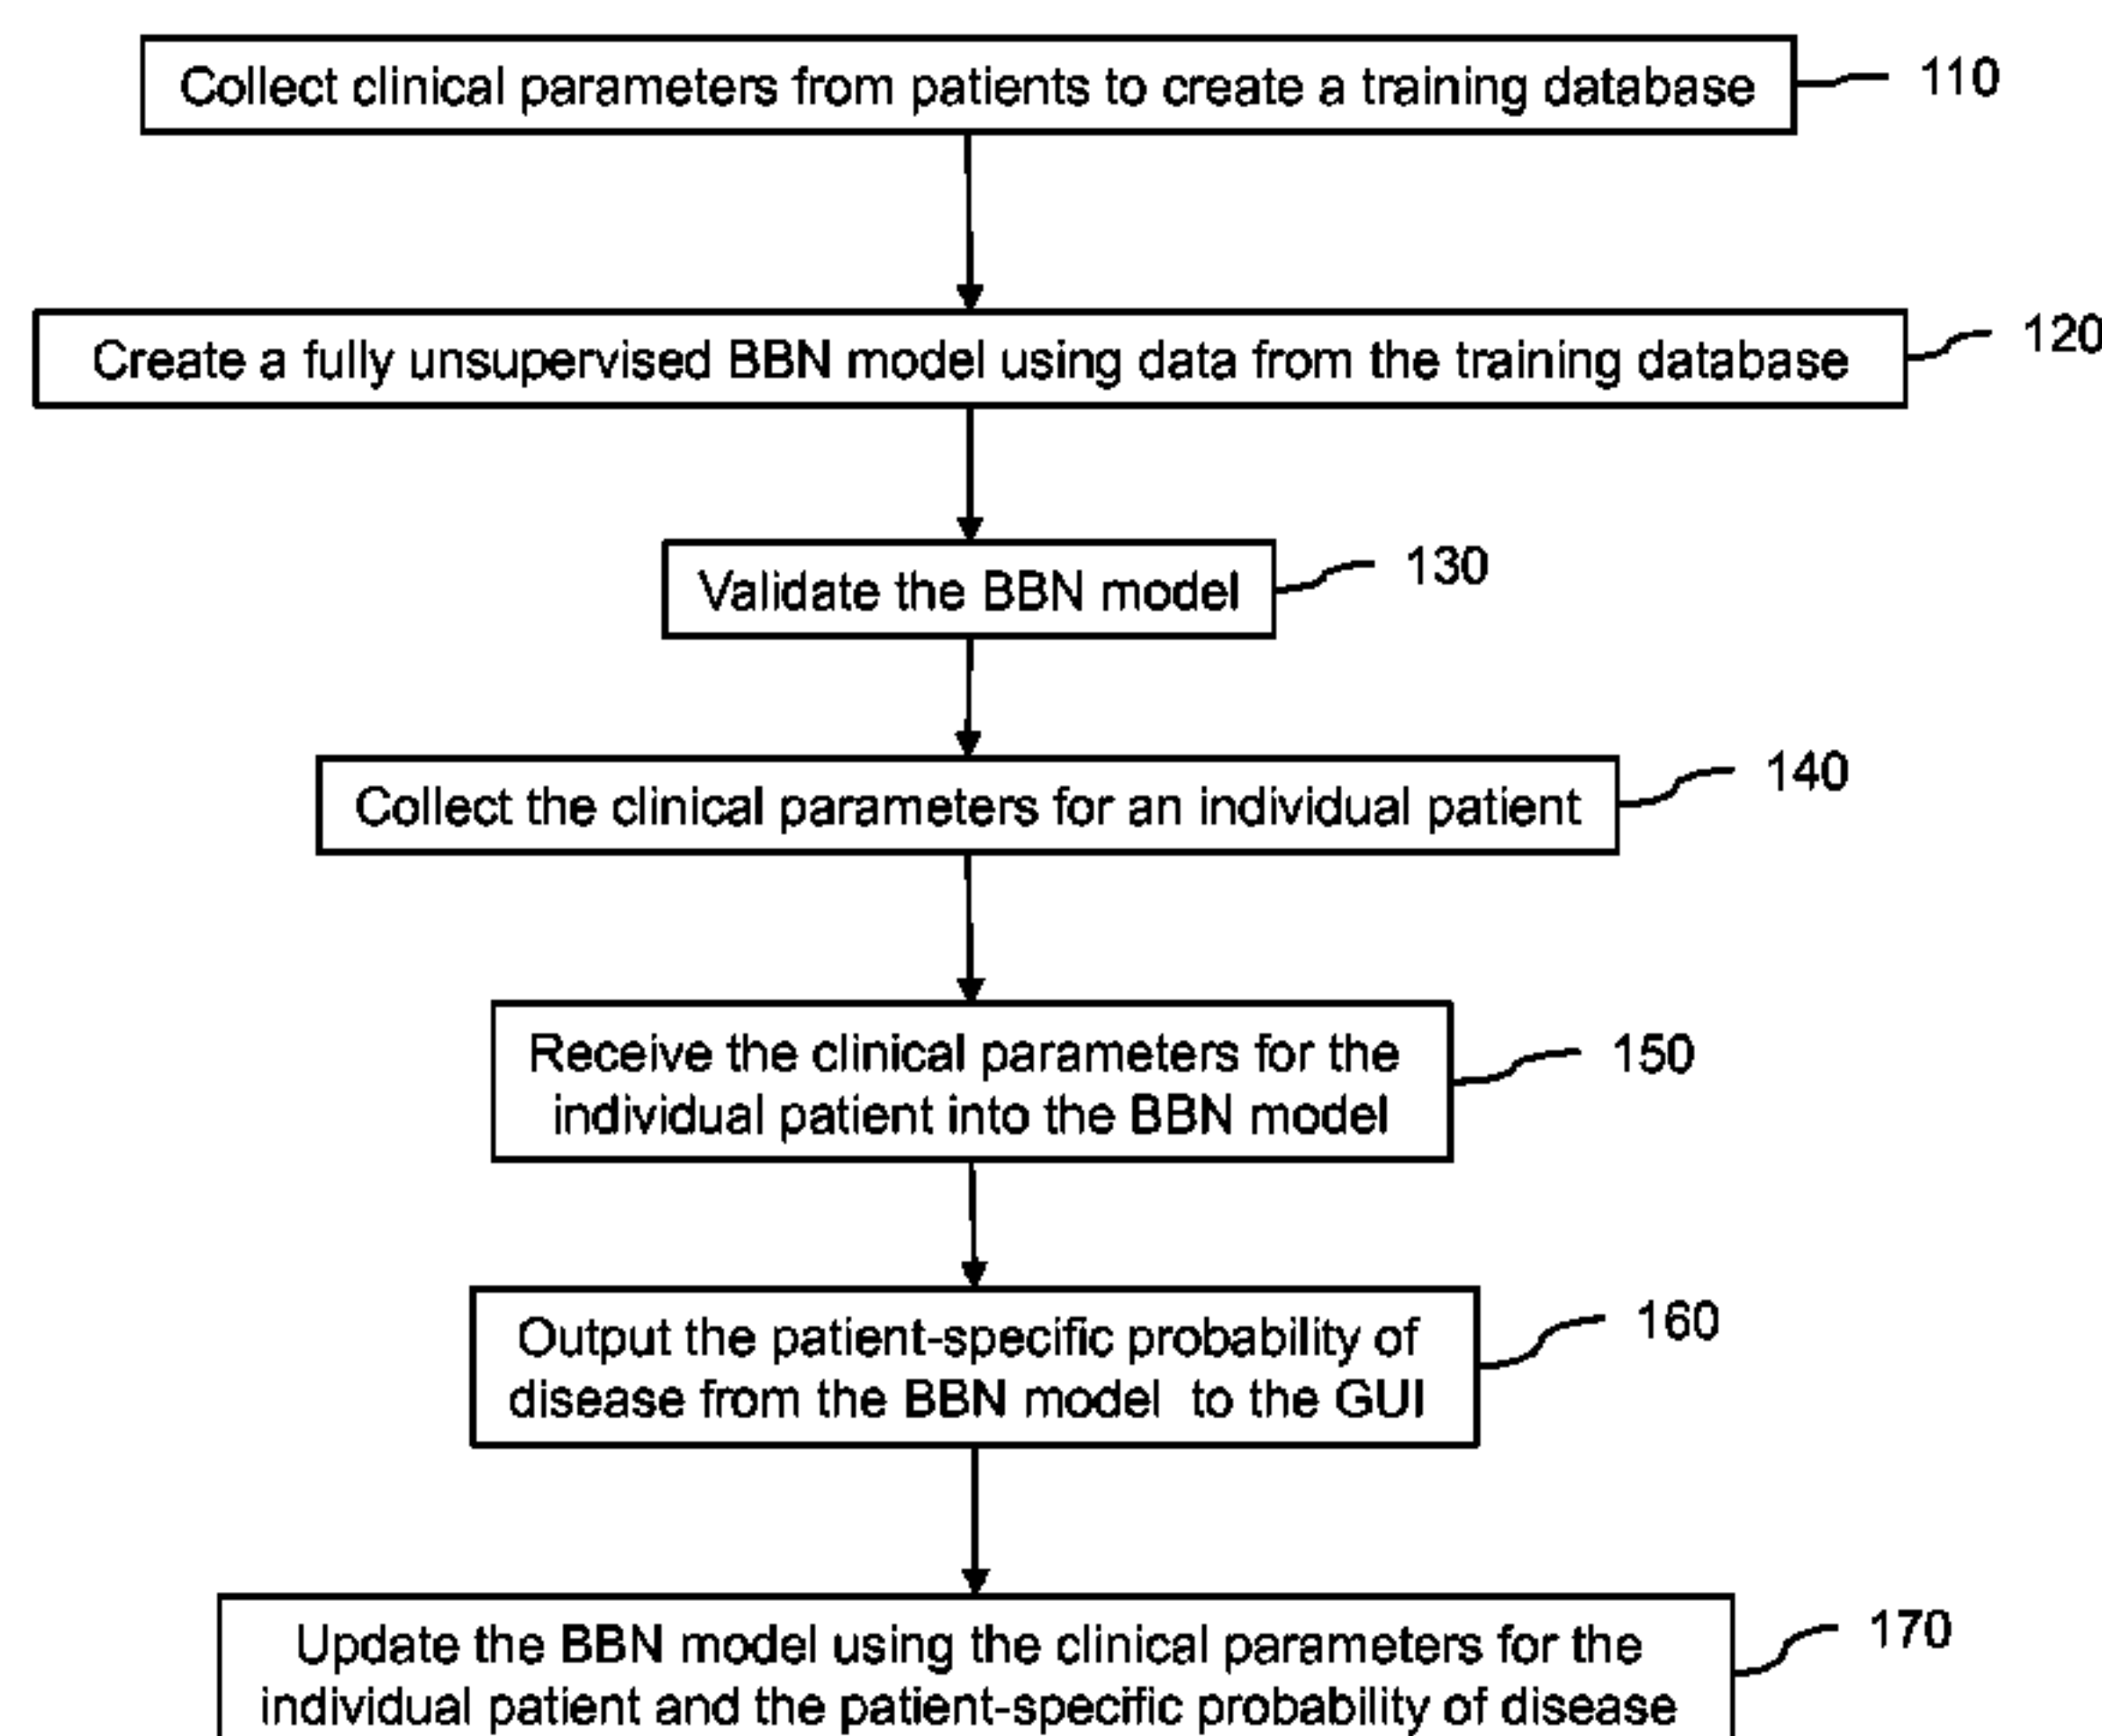 Collect clinical parameters from patients to create a training database
110
Create a fully unsupervised BBN model using data from the training database
120
Validate the BBN model
130
Collect the clinical parameters for an individual patient
140
Receive the clinical parameters for the
individual patient into the BBN model
150
Output the patient-specific probability of
disease from the BBN model to the GUI
160
Update the BBN model using the clinical parameters for the
individual patient and the patient-specific probability of disease
170